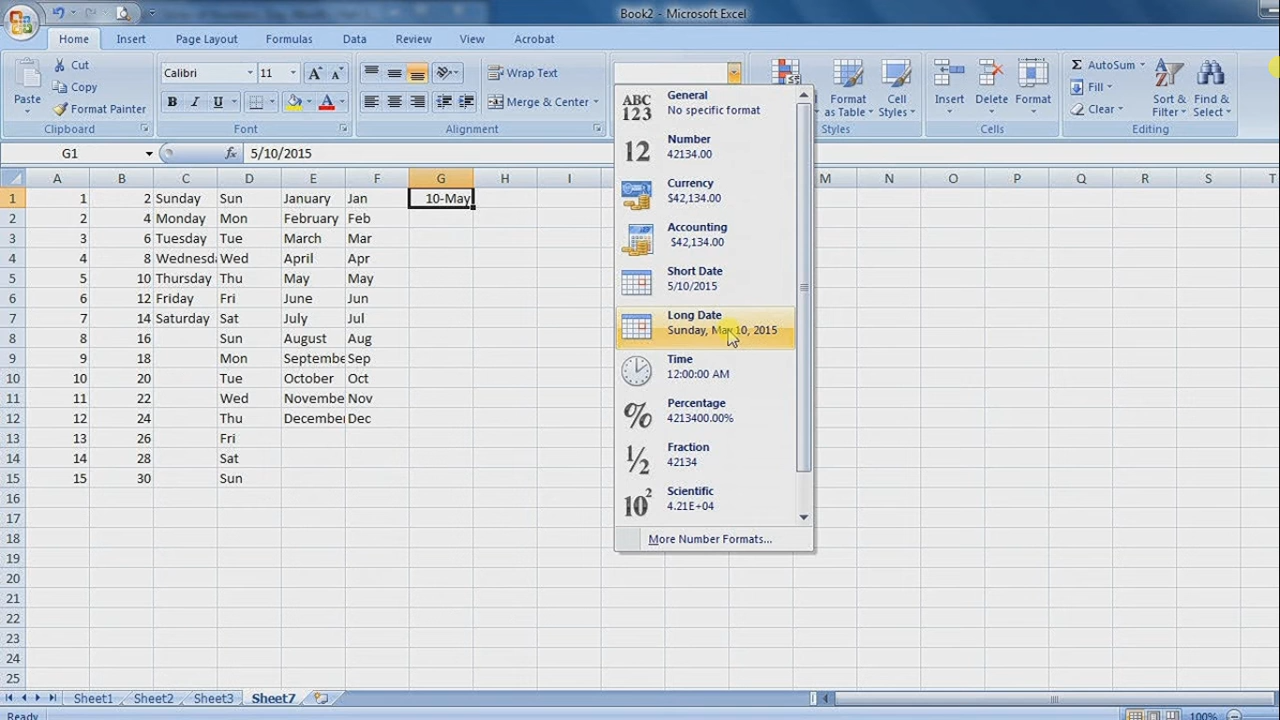 Book2 - Microsoft Excel
Home Insert Page Layout Formulas Data Review View Acrobat
Cut
Copy
Format Painter
Paste
Clipboard
Calibri 11 A A
B I U A
Font
Wrap Text
Merge & Center
Alignment
Format
as Table
Cell
Styles
Styles
Insert Delete Format
Cells
Σ AutoSum
Fill
Clear
Sort &
Filter
Find &
Select
Editing
G1 fx 5/10/2015
A B C D E F G H I M N O P Q R S T
1 1 2 Sunday Sun January Jan 10-May
2 2 4 Monday Mon February Feb
3 3 6 Tuesday Tue March Mar
4 4 8 Wednesd Wed April Apr
5 5 10 Thursday Thu May May
6 6 12 Friday Fri June Jun
7 7 14 Saturday Sat July Jul
8 8 16 Sun August Aug
9 9 18 Mon Septembe Sep
10 10 20 Tue October Oct
11 11 22 Wed Novembe Nov
12 12 24 Thu December Dec
13 13 26 Fri
14 14 28 Sat
15 15 30 Sun
16
17
18
19
20
21
22
23
24
25
ABC
123
General
No specific format
12
Number
42134.00
Currency
$42,134.00
Accounting
$42,134.00
Short Date
5/10/2015
Long Date
Sunday, May 10, 2015
Time
12:00:00 AM
%
Percentage
4213400.00%
1/2
Fraction
42134
10²
Scientific
4.21E+04
More Number Formats...
Sheet1 Sheet2 Sheet3 Sheet7
Ready 100%